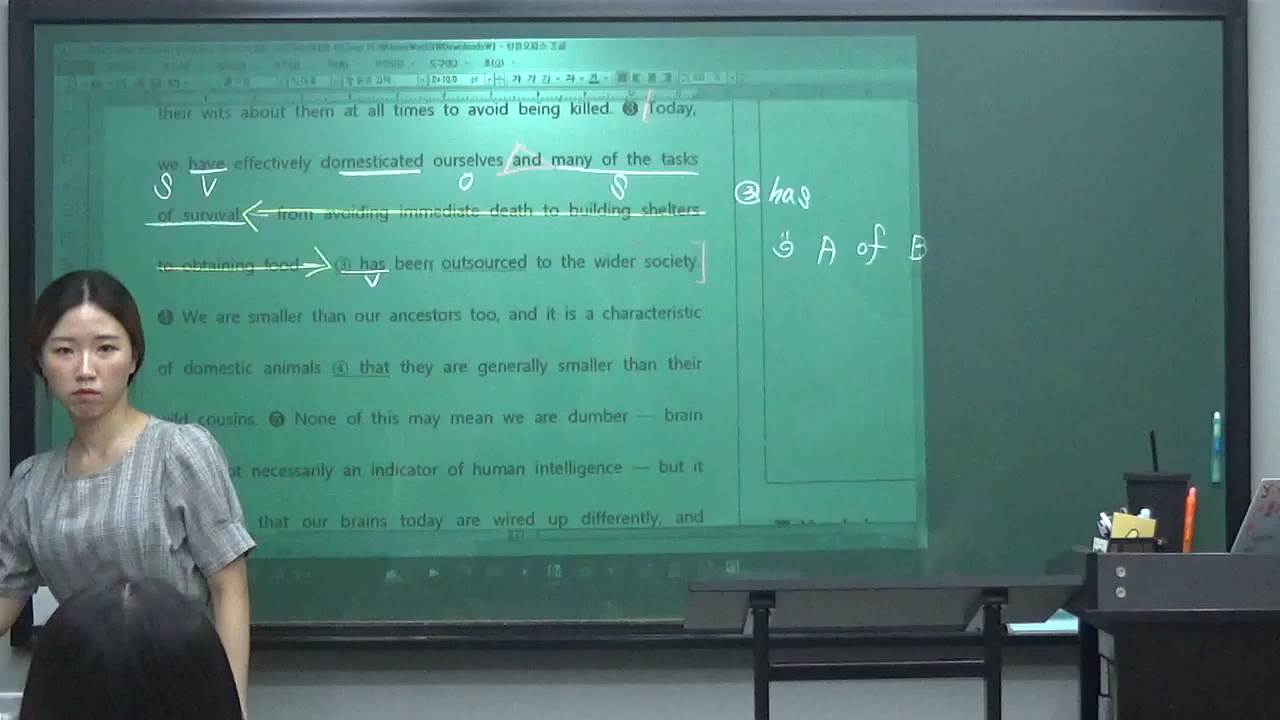 their wits about them at all times to avoid being killed. ❸ Today,
we have effectively domesticated ourselves and many of the tasks
S V O S
of survival — from avoiding immediate death to building shelters
to obtaining food — ③ has been outsourced to the wider society.
V
❹ We are smaller than our ancestors too, and it is a characteristic
of domestic animals ④ that they are generally smaller than their
wild cousins. ❺ None of this may mean we are dumber — brain
not necessarily an indicator of human intelligence — but it
that our brains today are wired up differently, and
③ has
A of B